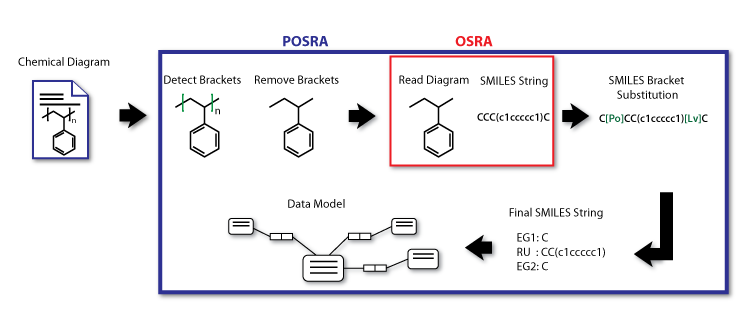 POSRA
OSRA
Chemical Diagram
n
Detect Brackets
n
Remove Brackets
Read Diagram
SMILES String
CCC(c1ccccc1)C
SMILES Bracket
Substitution
C[Po]CC(c1ccccc1)[Lv]C
Data Model
Final SMILES String
EG1: C
RU : CC(c1ccccc1)
EG2: C